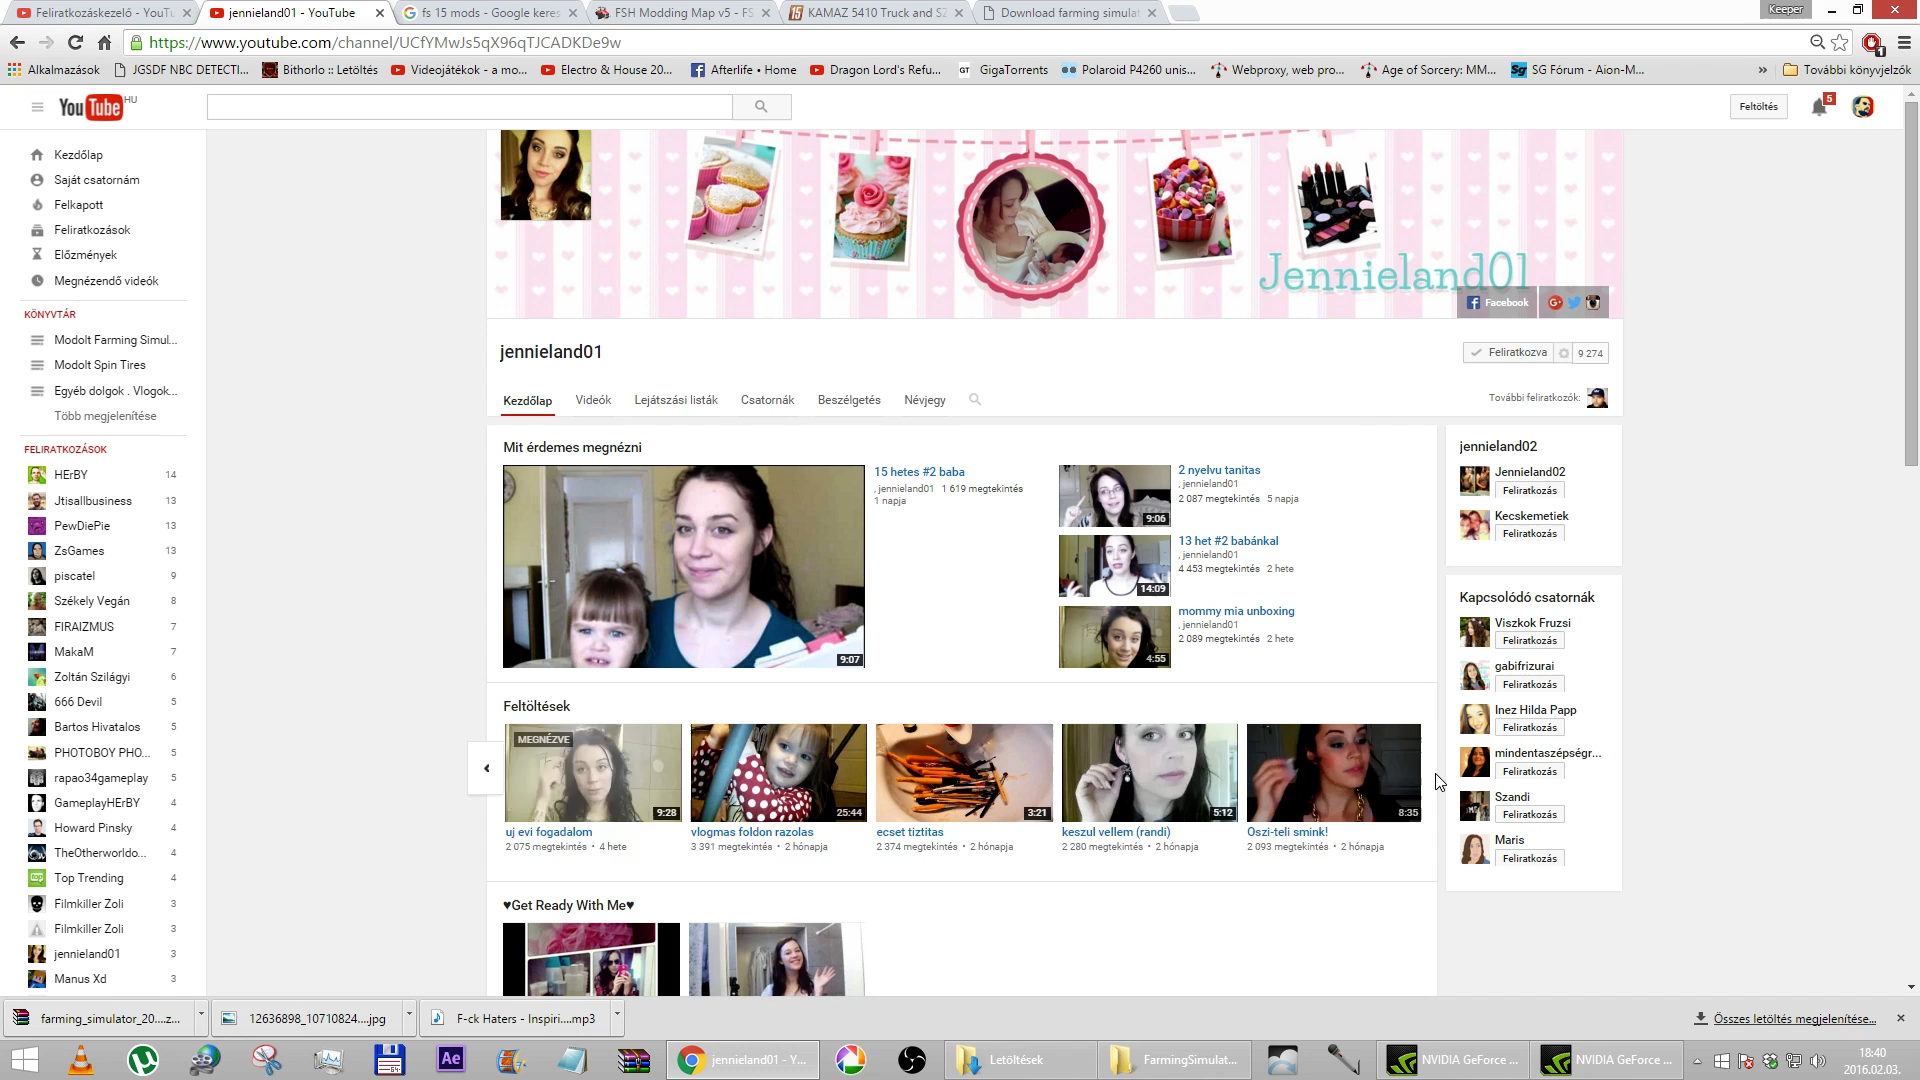 Feliratkozáskezelő - YouTu
jennieland01 - YouTube
fs 15 mods - Google keres
FSH Modding Map v5 - FS
KAMAZ 5410 Truck and SZ
Download farming simulat
Keeper
https://www.youtube.com/channel/UCfYMwJs5qX96qTJCADKDe9w
Alkalmazások
JGSDF NBC DETECTI...
Bithorlo :: Letöltés
Videojátékok - a mo...
Electro & House 20...
Afterlife • Home
Dragon Lord's Refu...
GigaTorrents
Polaroid P4260 unis...
Webproxy, web pro...
Age of Sorcery: MM...
SG Fórum - Aion-M...
»
További könyvjelzők
YouTube HU
Feltöltés
5
Kezdőlap
Saját csatornám
Felkapott
Feliratkozások
Előzmények
Megnézendő videók
KÖNYVTÁR
Modolt Farming Simul...
Modolt Spin Tires
Egyéb dolgok . Vlogok...
Több megjelenítése
FELIRATKOZÁSOK
HErBY 14
Jtisallbusiness 13
PewDiePie 13
ZsGames 13
piscatel 9
Székely Vegán 8
FIRAIZMUS 7
MakaM 7
Zoltán Szilágyi 6
666 Devil 5
Bartos Hivatalos 5
PHOTOBOY PHO... 5
rapao34gameplay 5
GameplayHErBY 4
Howard Pinsky 4
TheOtherworldo... 4
Top Trending 4
Filmkiller Zoli 3
Filmkiller Zoli 3
jennieland01 3
Manus Xd 3
Jennieland01
Facebook
jennieland01
Feliratkozva
9 274
Kezdőlap
Videók
Lejátszási listák
Csatornák
Beszélgetés
Névjegy
További feliratkozók:
Mit érdemes megnézni
9:07
15 hetes #2 baba
, jennieland01 1 619 megtekintés
1 napja
9:06
2 nyelvu tanitas
, jennieland01
2 087 megtekintés 5 napja
14:09
13 het #2 babánkal
, jennieland01
4 453 megtekintés 2 hete
4:55
mommy mia unboxing
, jennieland01
2 089 megtekintés 2 hete
Feltöltések
MEGNÉZVE
9:28
25:44
3:21
5:12
8:35
uj evi fogadalom
2 075 megtekintés • 4 hete
vlogmas foldon razolas
3 391 megtekintés • 2 hónapja
ecset tiztitas
2 374 megtekintés • 2 hónapja
keszul vellem (randi)
2 280 megtekintés • 2 hónapja
Oszi-teli smink!
2 093 megtekintés • 2 hónapja
♥Get Ready With Me♥
jennieland02
Jennieland02
Feliratkozás
Kecskemetiek
Feliratkozás
Kapcsolódó csatornák
Viszkok Fruzsi
Feliratkozás
gabifrizurai
Feliratkozás
Inez Hilda Papp
Feliratkozás
mindentaszépségr...
Feliratkozás
Szandi
Feliratkozás
Maris
Feliratkozás
farming_simulator_20....z...
12636898_10710824....jpg
F-ck Haters - Inspiri....mp3
Összes letöltés megjelenítése...
jennieland01 - Y...
Letöltések
FarmingSimulat...
NVIDIA GeForce ...
NVIDIA GeForce ...
18:40
2016.02.03.